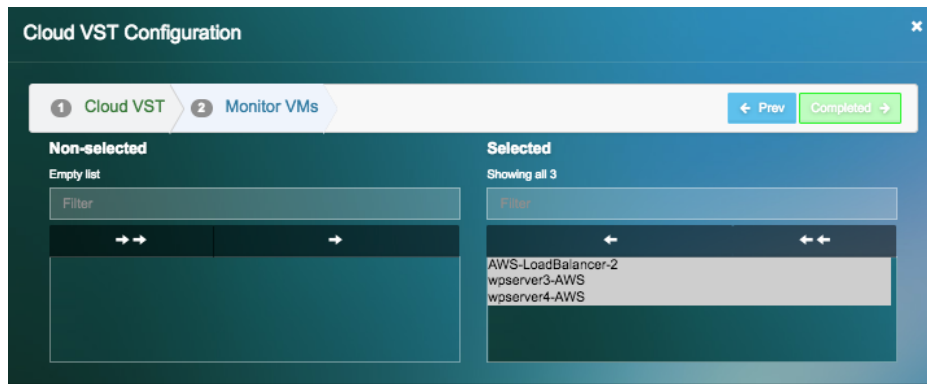 Cloud VST Configuration
×
1 Cloud VST 2 Monitor VMs
← Prev Completed →
Non-selected
Empty list
Filter
→→ →
Selected
Showing all 3
Filter
← ←←
AWS-LoadBalancer-2
wpserver3-AWS
wpserver4-AWS